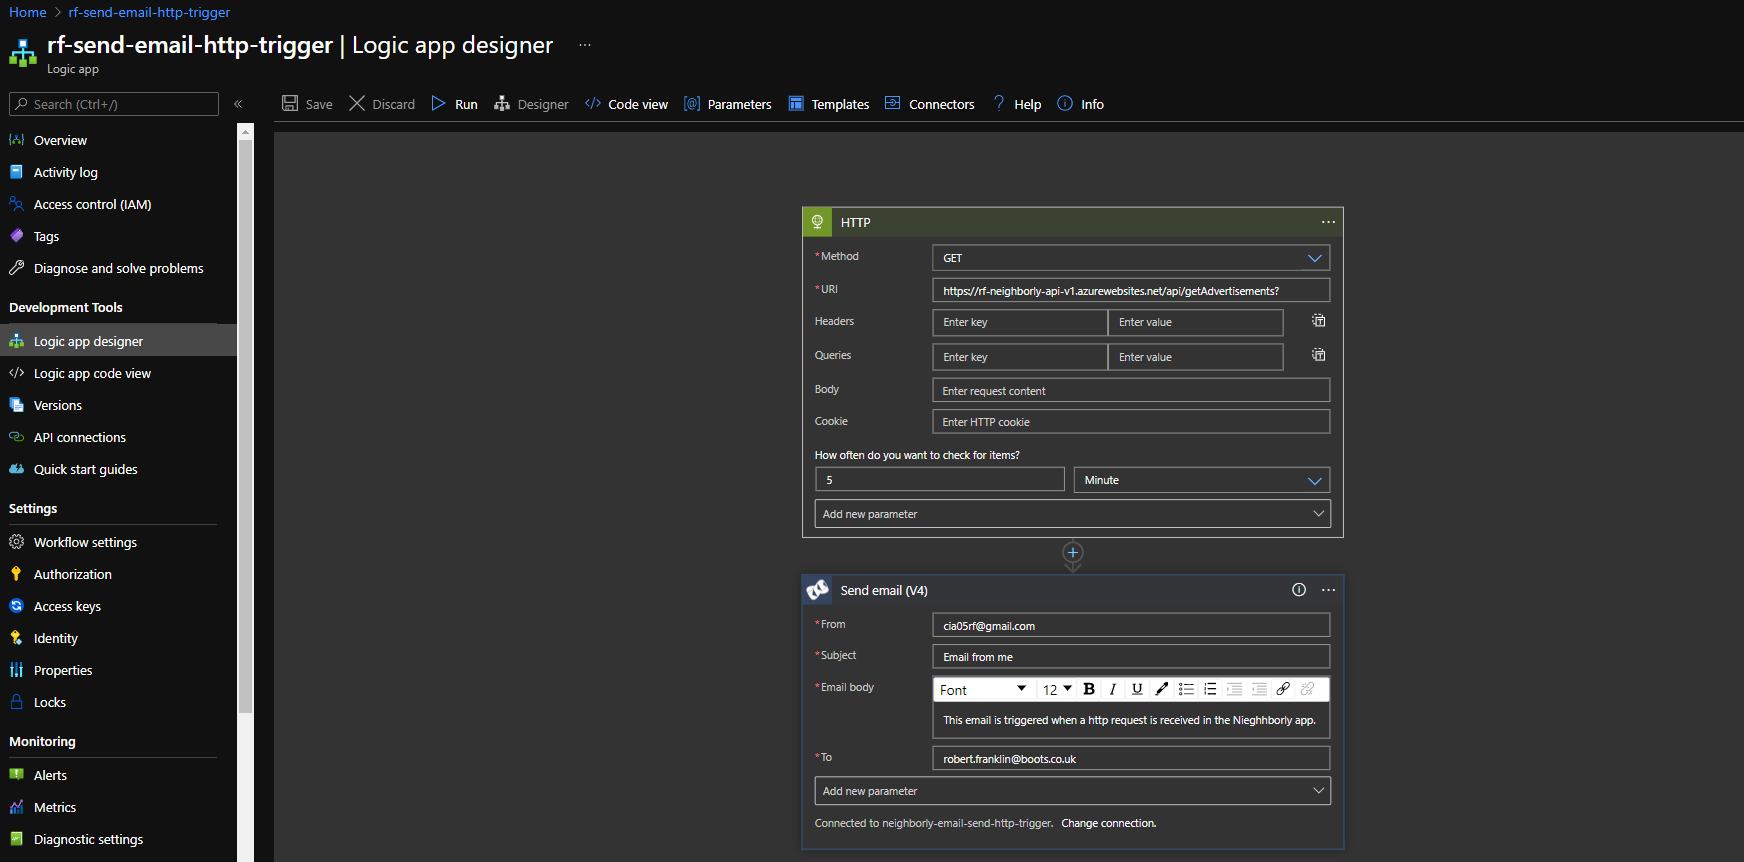 Home > rf-send-email-http-trigger
rf-send-email-http-trigger | Logic app designer ...
Logic app
Search (Ctrl+/)
«
Save Discard Run Designer Code view Parameters Templates Connectors Help Info
Overview
Activity log
Access control (IAM)
Tags
Diagnose and solve problems
Development Tools
Logic app designer
Logic app code view
Versions
API connections
Quick start guides
Settings
Workflow settings
Authorization
Access keys
Identity
Properties
Locks
Monitoring
Alerts
Metrics
Diagnostic settings
HTTP
* Method GET
* URI https://rf-neighborly-api-v1.azurewebsites.net/api/getAdvertisements?
Headers Enter key Enter value
Queries Enter key Enter value
Body Enter request content
Cookie Enter HTTP cookie
How often do you want to check for items?
5 Minute
Add new parameter
Send email (V4)
* From cia05rf@gmail.com
* Subject Email from me
* Email body Font 12 B I U
This email is triggered when a http request is received in the Nieghhborly app.
* To robert.franklin@boots.co.uk
Add new parameter
Connected to neighborly-email-send-http-trigger. Change connection.